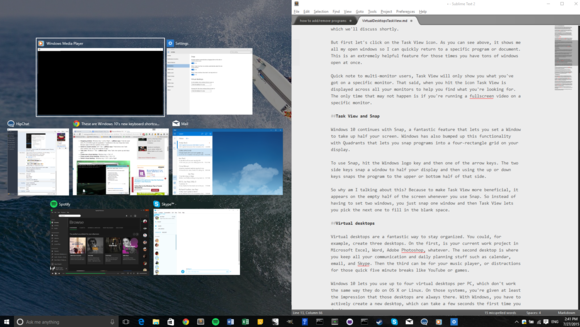 Windows Media Player
Settings
HipChat
These are Windows 10's new keyboard shortcu...
Mail
Spotify
Skype™
Sublime Text 2
File Edit Selection Find View Goto Tools Project Preferences Help
which we'll discuss shortly.
But first let's click on the Task View icon. As you can see above, it shows me
all my open windows so I can quickly return to a specific program or document.
This is an extremely helpful feature for those times you have tons of windows
open at once.
Quick note to multi-monitor users, Task View will only show you what you've
got on a specific monitor. That said, when you hit the icon Task View is
displayed across all your monitors to help you find what you're looking for.
The only time that may not happen is if you're running a fullscreen video on a
specific monitor.
##Task View and Snap
Windows 10 continues with Snap, a fantastic feature that lets you set a Window
to take up half your screen. Windows has also bumped up this functionality
with Quadrants that lets you snap programs into a four-rectangle grid on your
display.
To use Snap, hit the Windows logo key and then one of the arrow keys. The two
side keys snap a window to half your display and then using the up or down
keys snaps the program to the upper or bottom half of that side.
So why am I talking about this? Because to make Task View more beneficial, it
appears on the empty half of the screen whenever you use Snap. So instead of
having to set two windows, you just snap one window and then Task View lets
you pick the next one to fill in the blank space.
##Virtual desktops
Virtual desktops are a fantastic way to stay organized. You could, for
example, create three desktops. On the first, is your current work project in
Microsoft Excel, Word, Adobe Photoshop, whatever. The second desktop is where
you keep all your communication and daily planning stuff such as calendar,
email, and Skype. Then the third can be for your music player, or distractions
for those quick five minute breaks like YouTube or games.
Windows 10 lets you use up to four virtual desktops per PC, which don't work
the same way they do on OS X or Linux. On those systems, you're given at least
the impression that those desktops are always there. With Windows, you have to
actively create a new desktop, which can take a few seconds the first time you
Ask me anything
3:41 PM